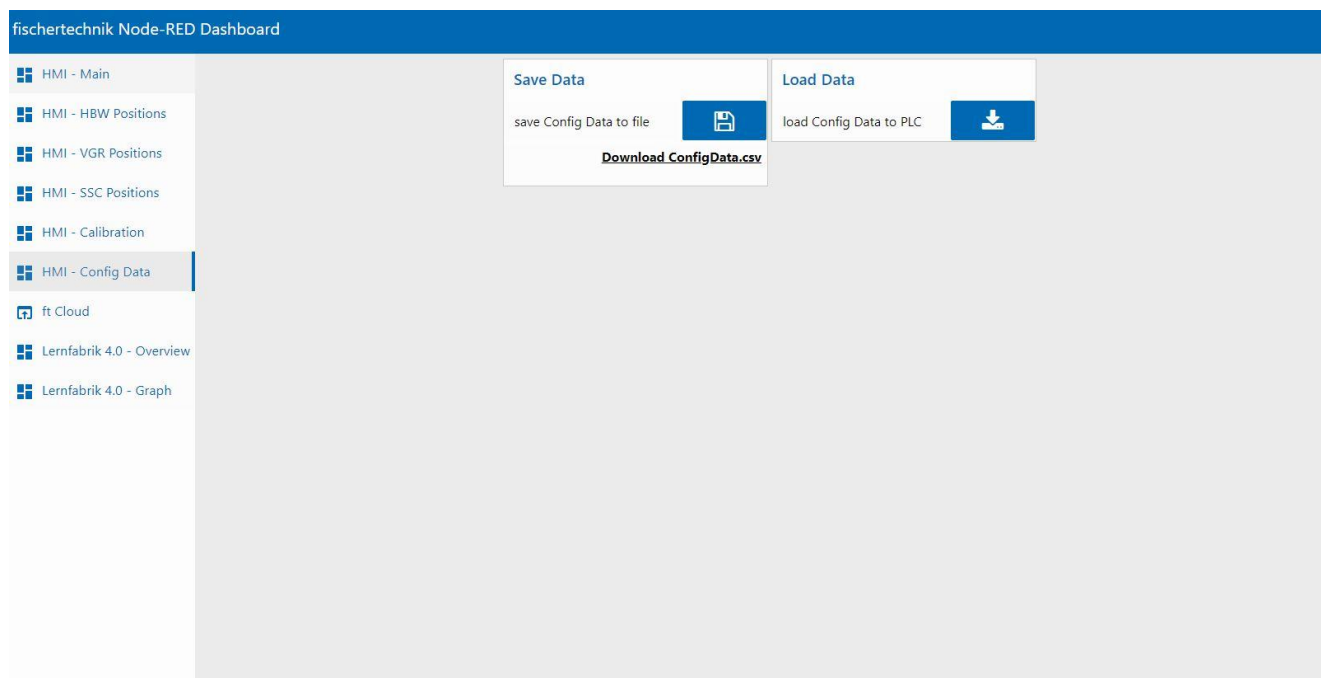 fischertechnik Node-RED Dashboard
HMI - Main
HMI - HBW Positions
HMI - VGR Positions
HMI - SSC Positions
HMI - Calibration
HMI - Config Data
ft Cloud
Lernfabrik 4.0 - Overview
Lernfabrik 4.0 - Graph
Save Data
save Config Data to file
Download ConfigData.csv
Load Data
load Config Data to PLC